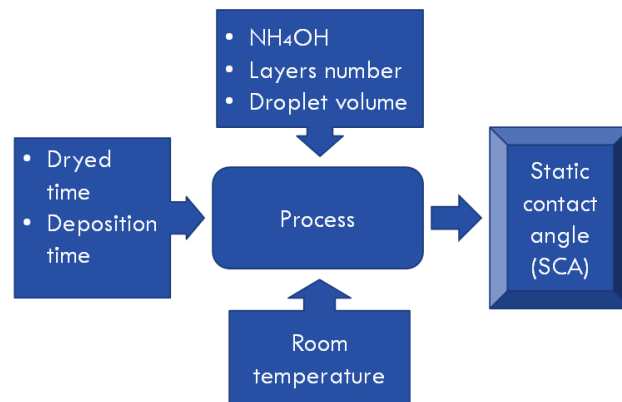 • NH₄OH
• Layers number
• Droplet volume
• Dryed
time
• Deposition
time
Process
Static
contact
angle
(SCA)
Room
temperature